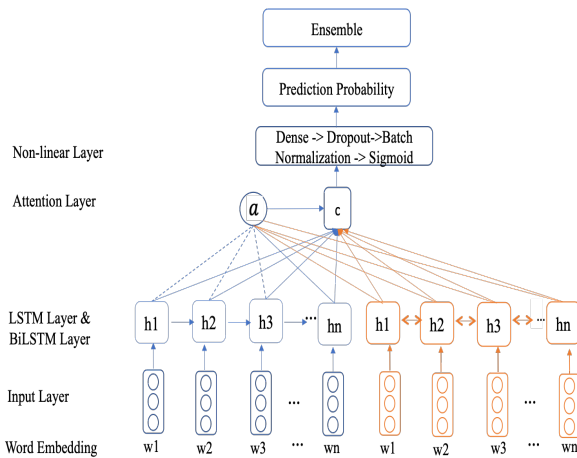 Ensemble
Prediction Probability
Non-linear Layer
Dense -> Dropout->Batch
Normalization -> Sigmoid
Attention Layer
a
c
LSTM Layer &
BiLSTM Layer
h1 h2 h3 ... hn h1 h2 h3 ... hn
Input Layer
... ...
Word Embedding w1 w2 w3 ... wn w1 w2 w3 ... wn